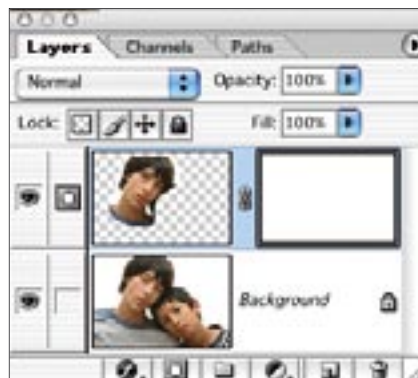 Layers Channels Paths
Normal Opacity: 100%
Lock: Fill: 100%
Background